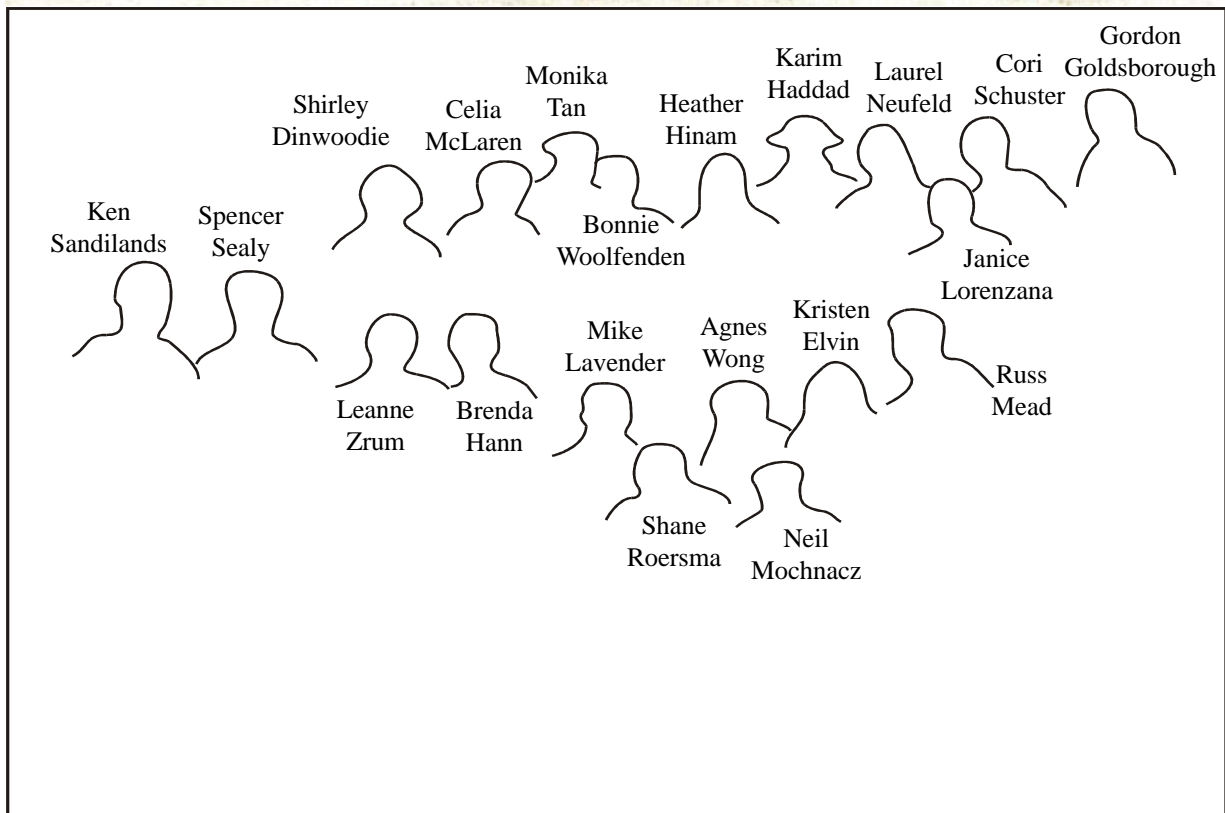 Gordon
Goldsborough
Cori
Schuster
Laurel
Neufeld
Karim
Haddad
Heather
Hinam
Monika
Tan
Celia
McLaren
Shirley
Dinwoodie
Bonnie
Woolfenden
Ken
Sandilands
Spencer
Sealy
Janice
Lorenzana
Kristen
Elvin
Agnes
Wong
Mike
Lavender
Russ
Mead
Leanne
Zrum
Brenda
Hann
Shane
Roersma
Neil
Mochnacz